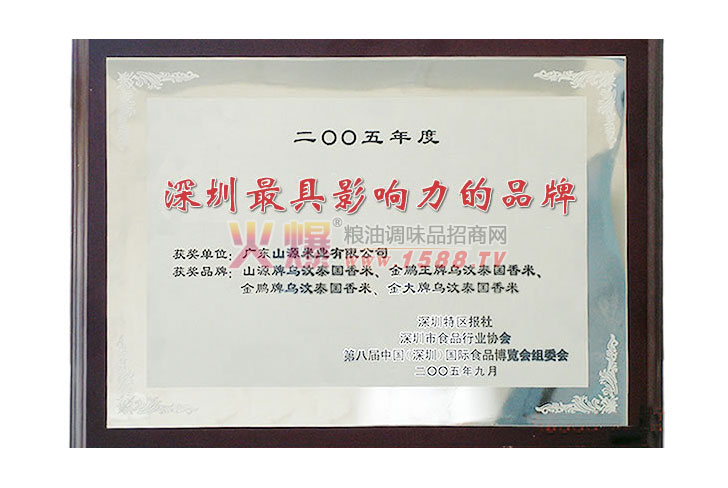 二〇〇五年度
深圳最具影响力的品牌
火爆®粮油调味品招商网
www.1588.TV
获奖单位：广东山源米业有限公司
获奖品牌：山源牌乌汶泰国香米、金鹏王牌乌汶泰国香米、
金鹏牌乌汶泰国香米、金大牌乌汶泰国香米
深圳特区报社
深圳市食品行业协会
第八届中国（深圳）国际食品博览会组委会
二〇〇五年九月